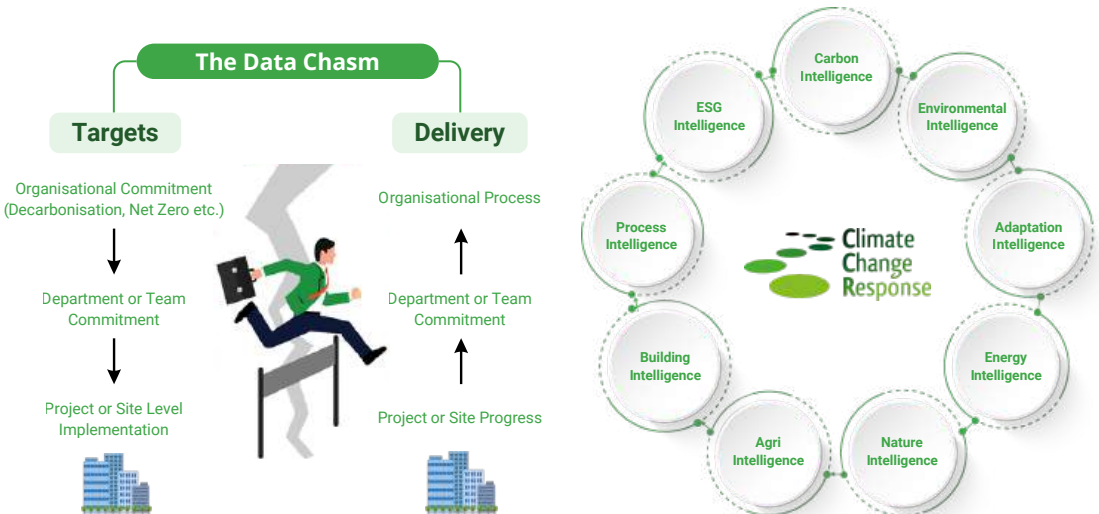 The Data Chasm
Targets
Organisational Commitment
(Decarbonisation, Net Zero etc.)
Department or Team
Commitment
Project or Site Level
Implementation
Delivery
Organisational Process
Department or Team
Commitment
Project or Site Progress
Carbon
Intelligence
Environmental
Intelligence
Adaptation
Intelligence
Energy
Intelligence
Nature
Intelligence
Agri
Intelligence
Building
Intelligence
Process
Intelligence
ESG
Intelligence
Climate
Change
Response